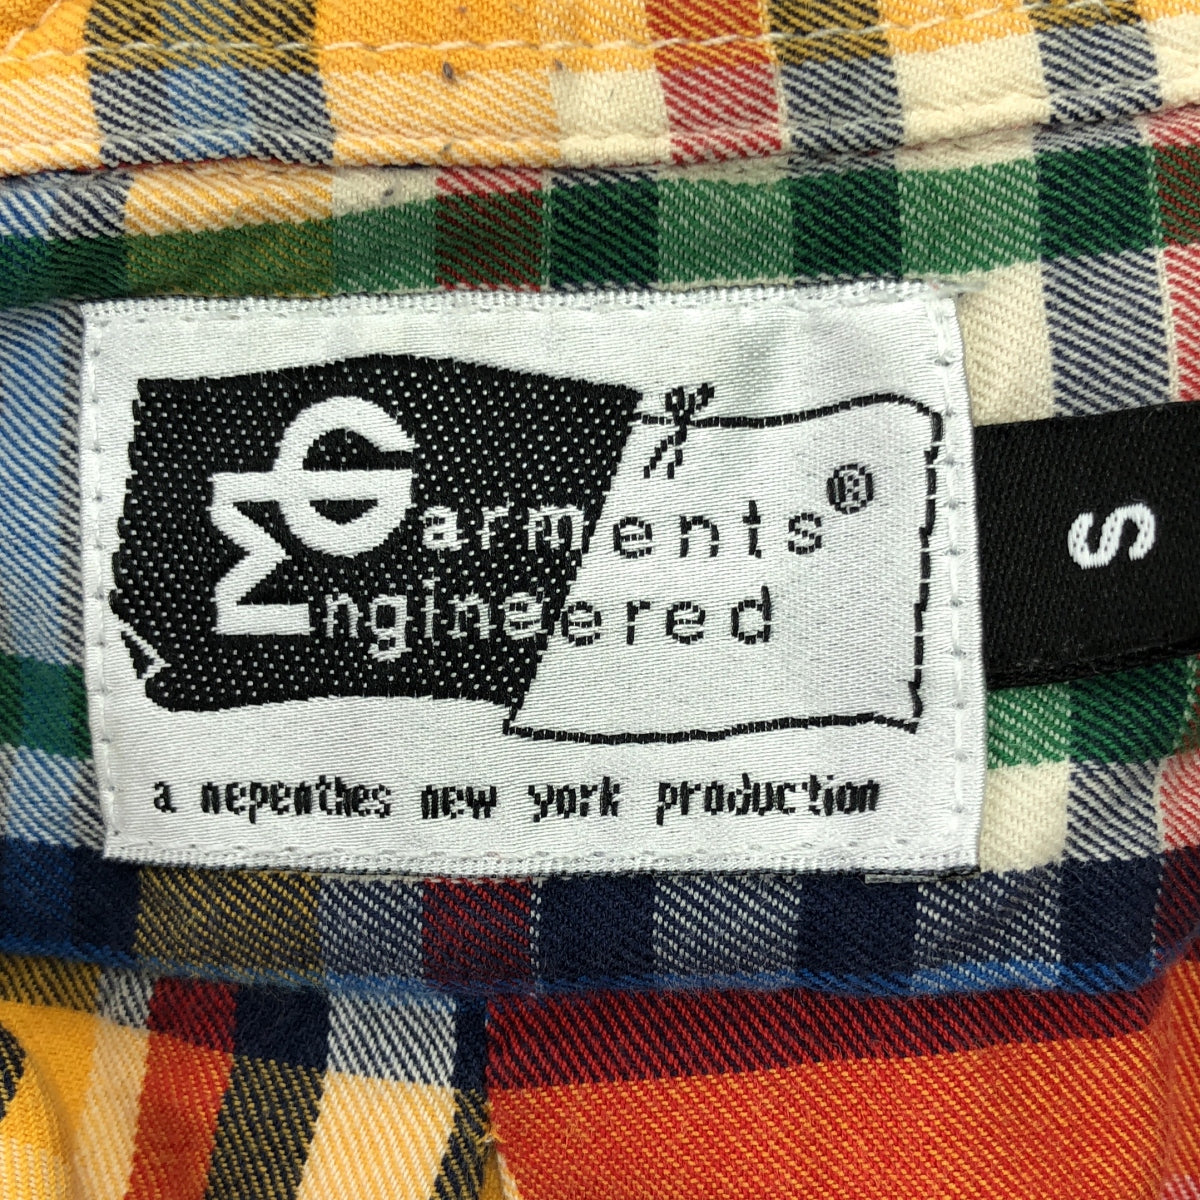 Garments®
Engineered
a nepenthes new york production
S